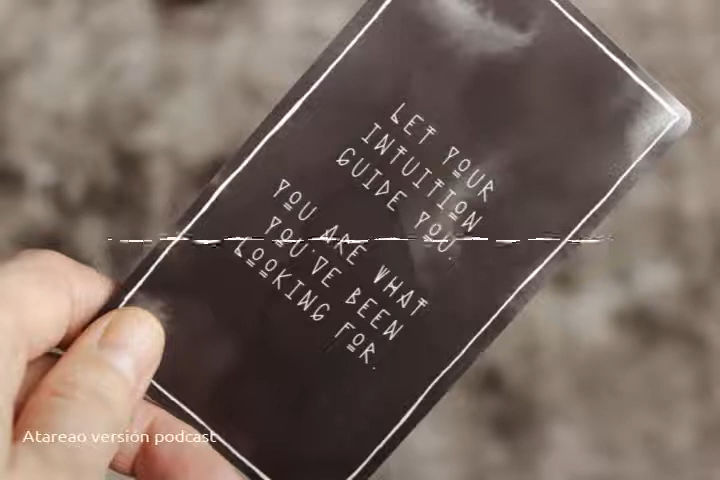 LET YOUR
INTUITION
GUIDE YOU.
YOU ARE WHAT
YOU'VE BEEN
LOOKING FOR.
Atareao versión podcast